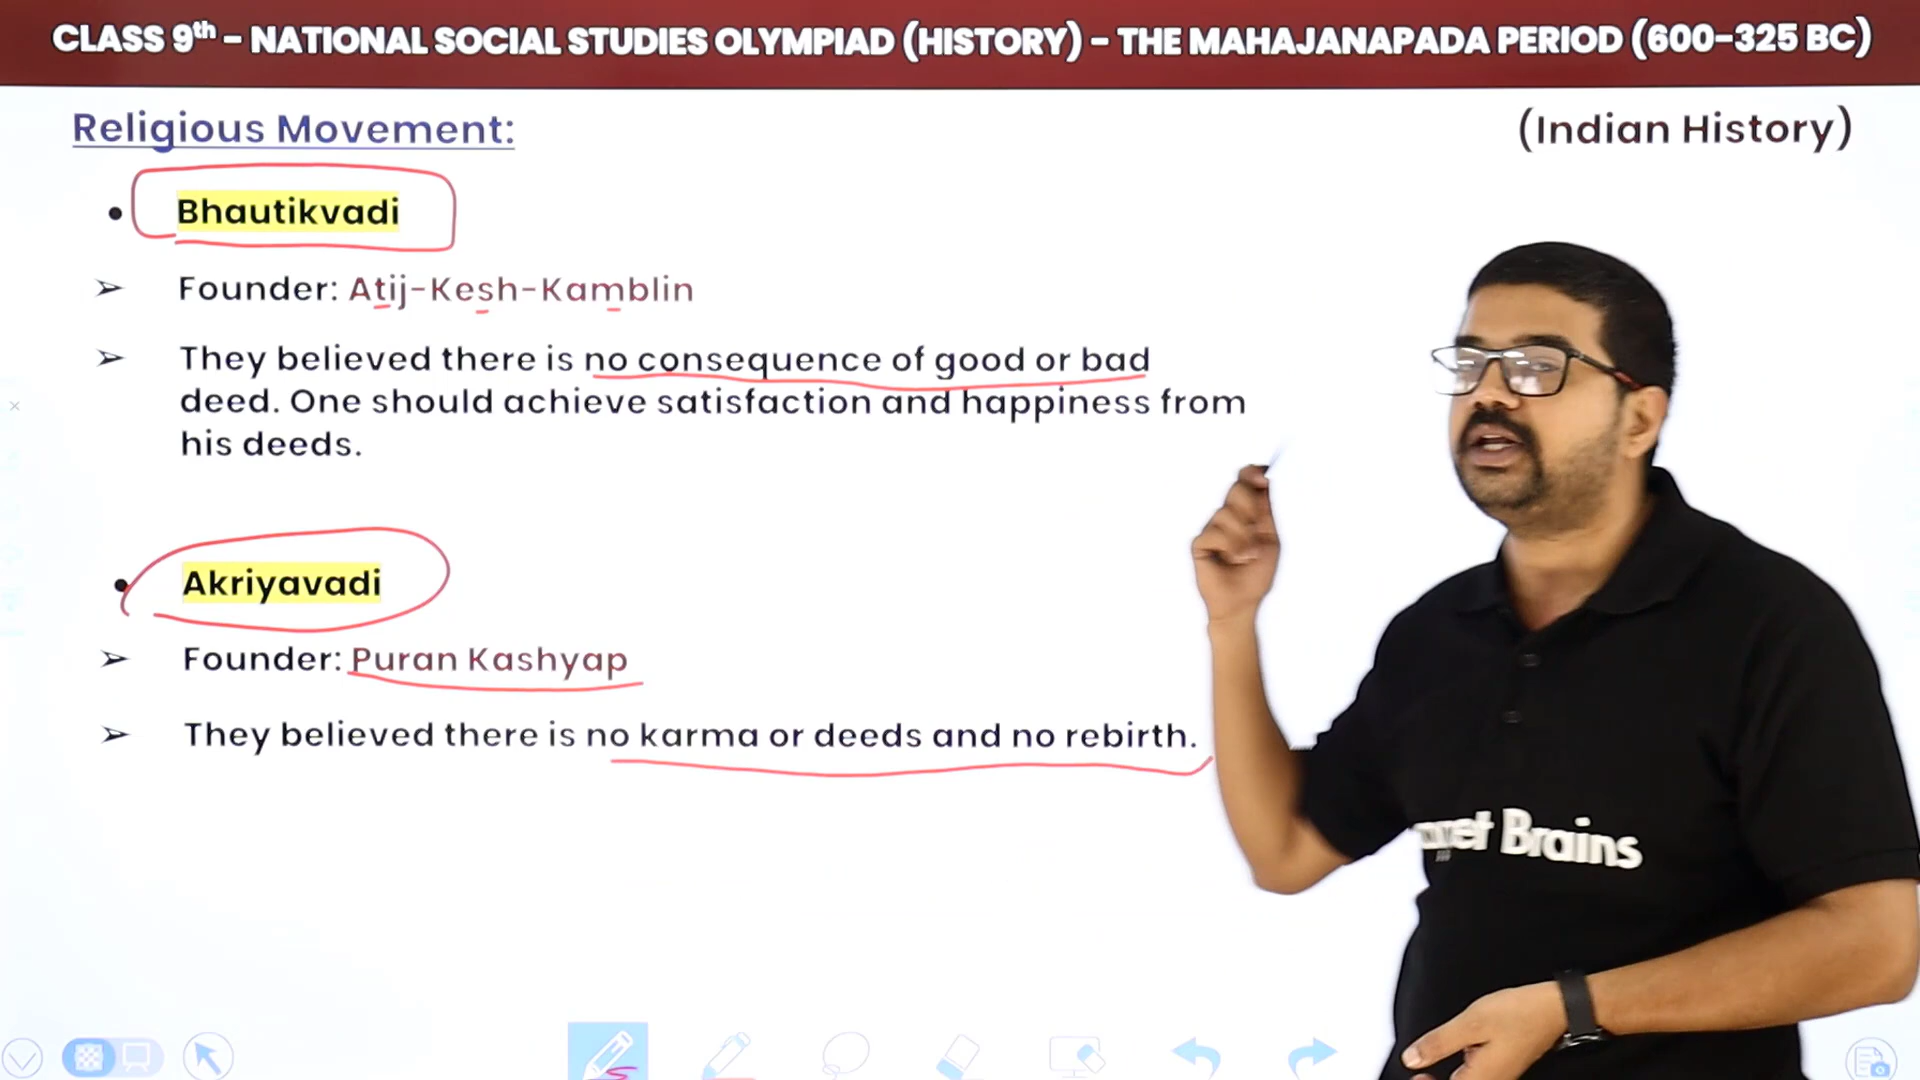 CLASS 9th – NATIONAL SOCIAL STUDIES OLYMPIAD (HISTORY) – THE MAHAJANAPADA PERIOD (600–325 BC)
Religious Movement:
(Indian History)
• Bhautikvadi
➢ Founder: Atij-Kesh-Kamblin
➢ They believed there is no consequence of good or bad
deed. One should achieve satisfaction and happiness from
his deeds.
• Akriyavadi
➢ Founder: Puran Kashyap
➢ They believed there is no karma or deeds and no rebirth.
Brains